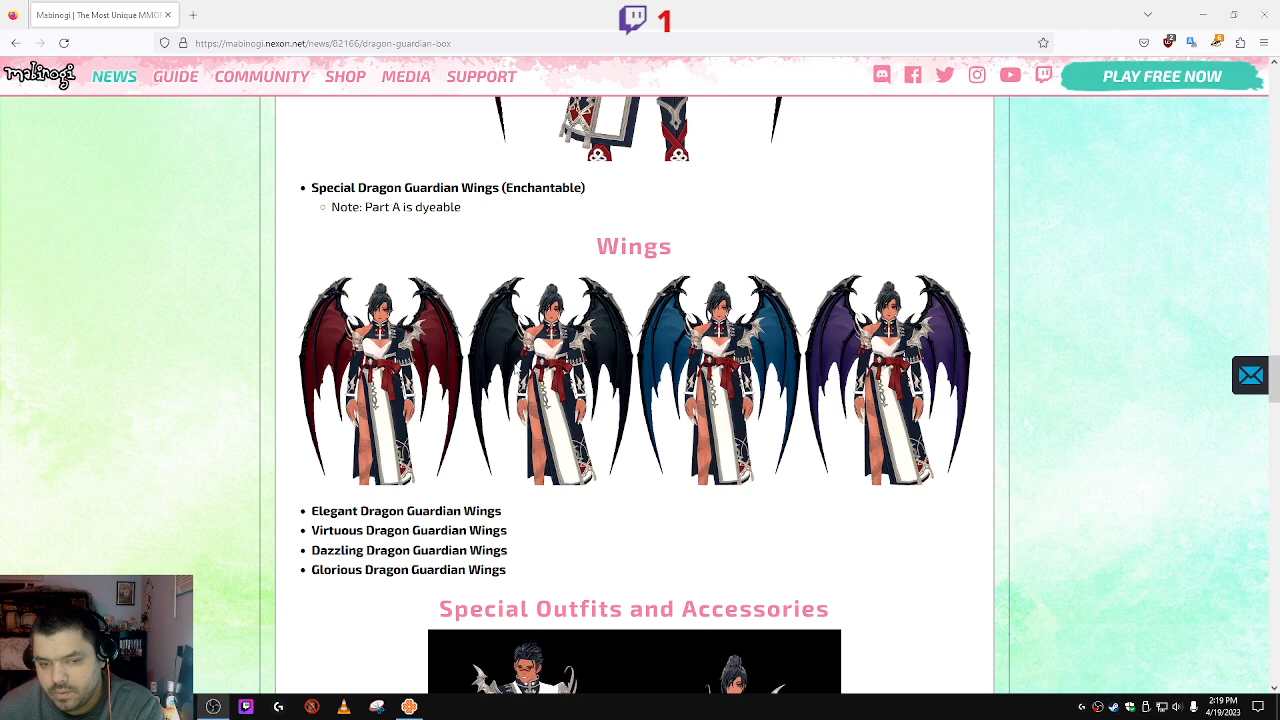 Mabinogi | The Most Unique MMO
1
https://mabinogi.nexon.net/news/82166/dragon-guardian-box
2
6
mabinogi
NEWS
GUIDE
COMMUNITY
SHOP
MEDIA
SUPPORT
PLAY FREE NOW
Special Dragon Guardian Wings (Enchantable)
Note: Part A is dyeable
Wings
Elegant Dragon Guardian Wings
Virtuous Dragon Guardian Wings
Dazzling Dragon Guardian Wings
Glorious Dragon Guardian Wings
Special Outfits and Accessories
2:19 PM
4/19/2023